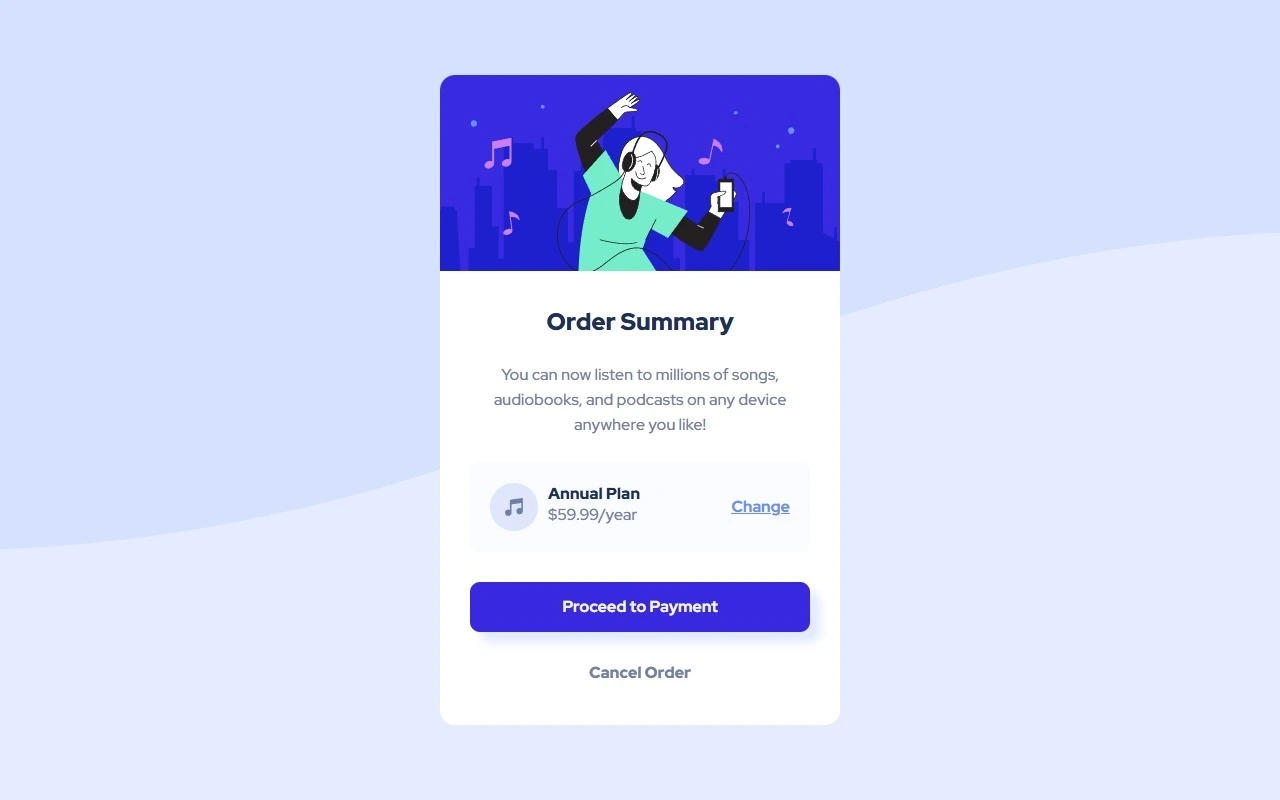 Order Summary
You can now listen to millions of songs,
audiobooks, and podcasts on any device
anywhere you like!
Annual Plan
$59.99/year
Change
Proceed to Payment
Cancel Order